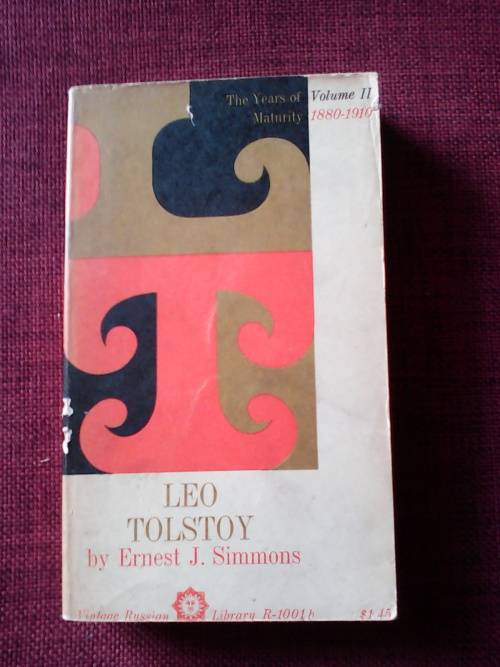 The Years of Volume II
Maturity 1880-1910
LEO
TOLSTOY
by Ernest J. Simmons
Vintage Russian Library R-1001b $1.45